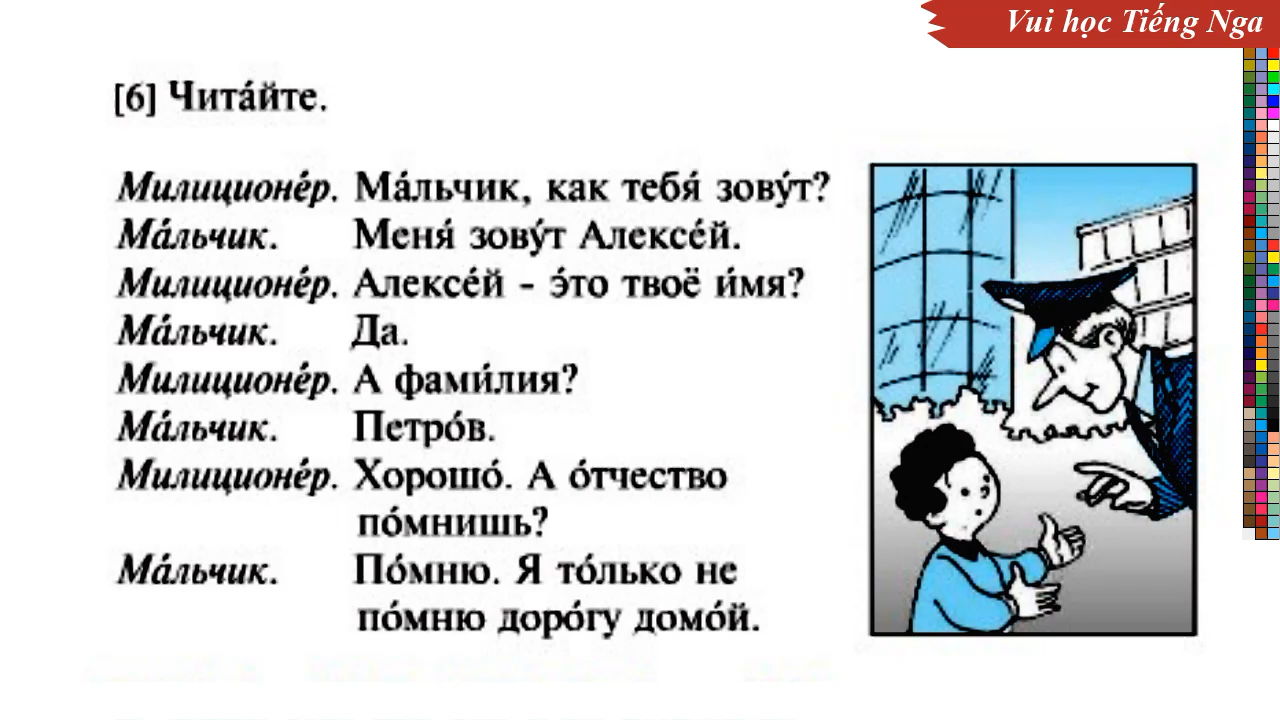 Vui học Tiếng Nga
[6] Чита́йте.
Милиционе́р. Ма́льчик, как тебя́ зову́т?
Ма́льчик. Меня́ зову́т Алексе́й.
Милиционе́р. Алексе́й - э́то твоё и́мя?
Ма́льчик. Да.
Милиционе́р. А фами́лия?
Ма́льчик. Петро́в.
Милиционе́р. Хорошо́. А о́тчество
по́мнишь?
Ма́льчик. По́мню. Я то́лько не
по́мню доро́гу домо́й.